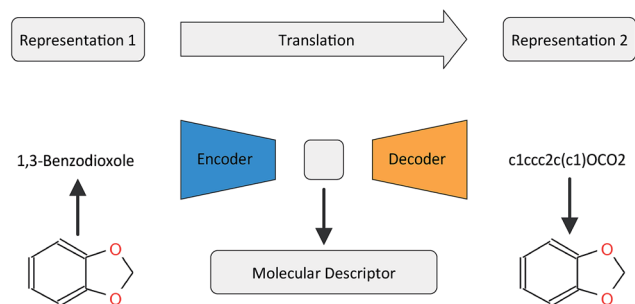 Representation 1
Translation
Representation 2
1,3-Benzodioxole
Encoder
Decoder
c1ccc2c(c1)OCO2
Molecular Descriptor
O
O
O
O